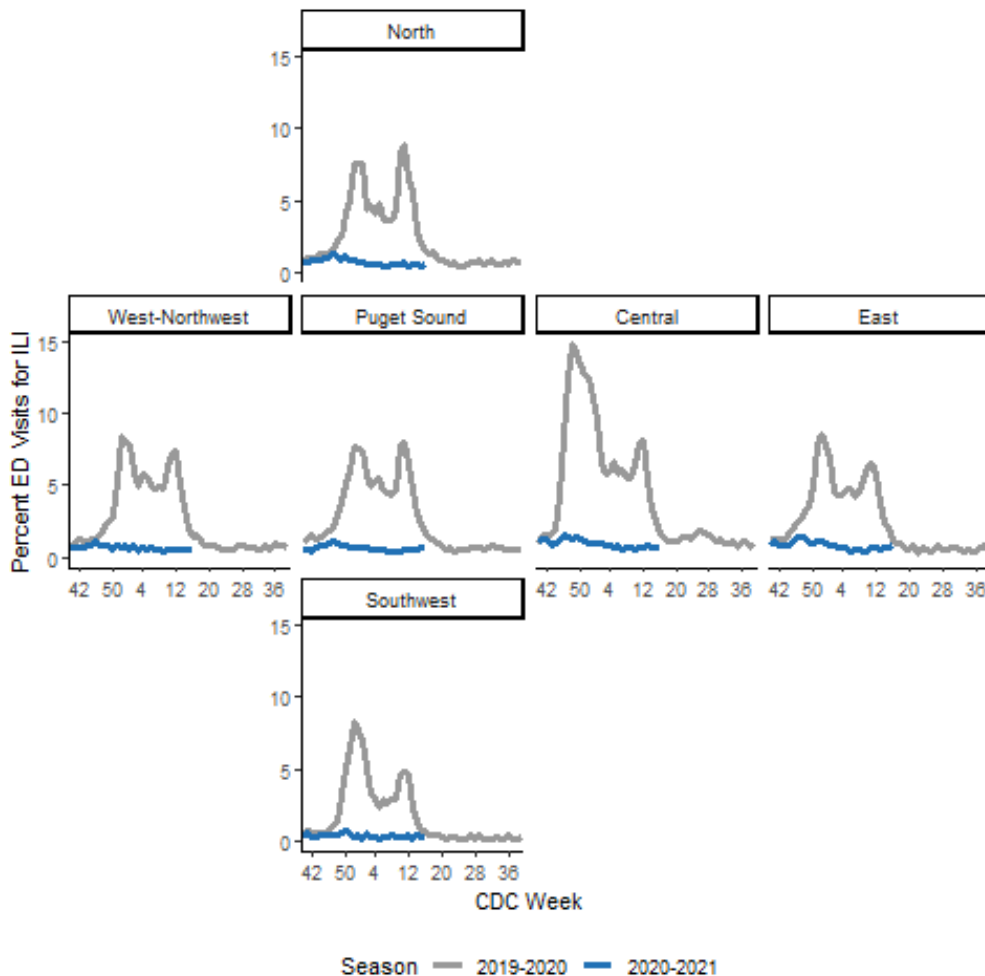 North
15
10
5
0
West-Northwest Puget Sound Central East
Percent ED Visits for ILI
15
10
5
0
42 50 4 12 20 28 36
42 50 4 12 20 28 36
42 50 4 12 20 28 36
Southwest
15
10
5
0
42 50 4 12 20 28 36
CDC Week
Season 2019-2020 2020-2021